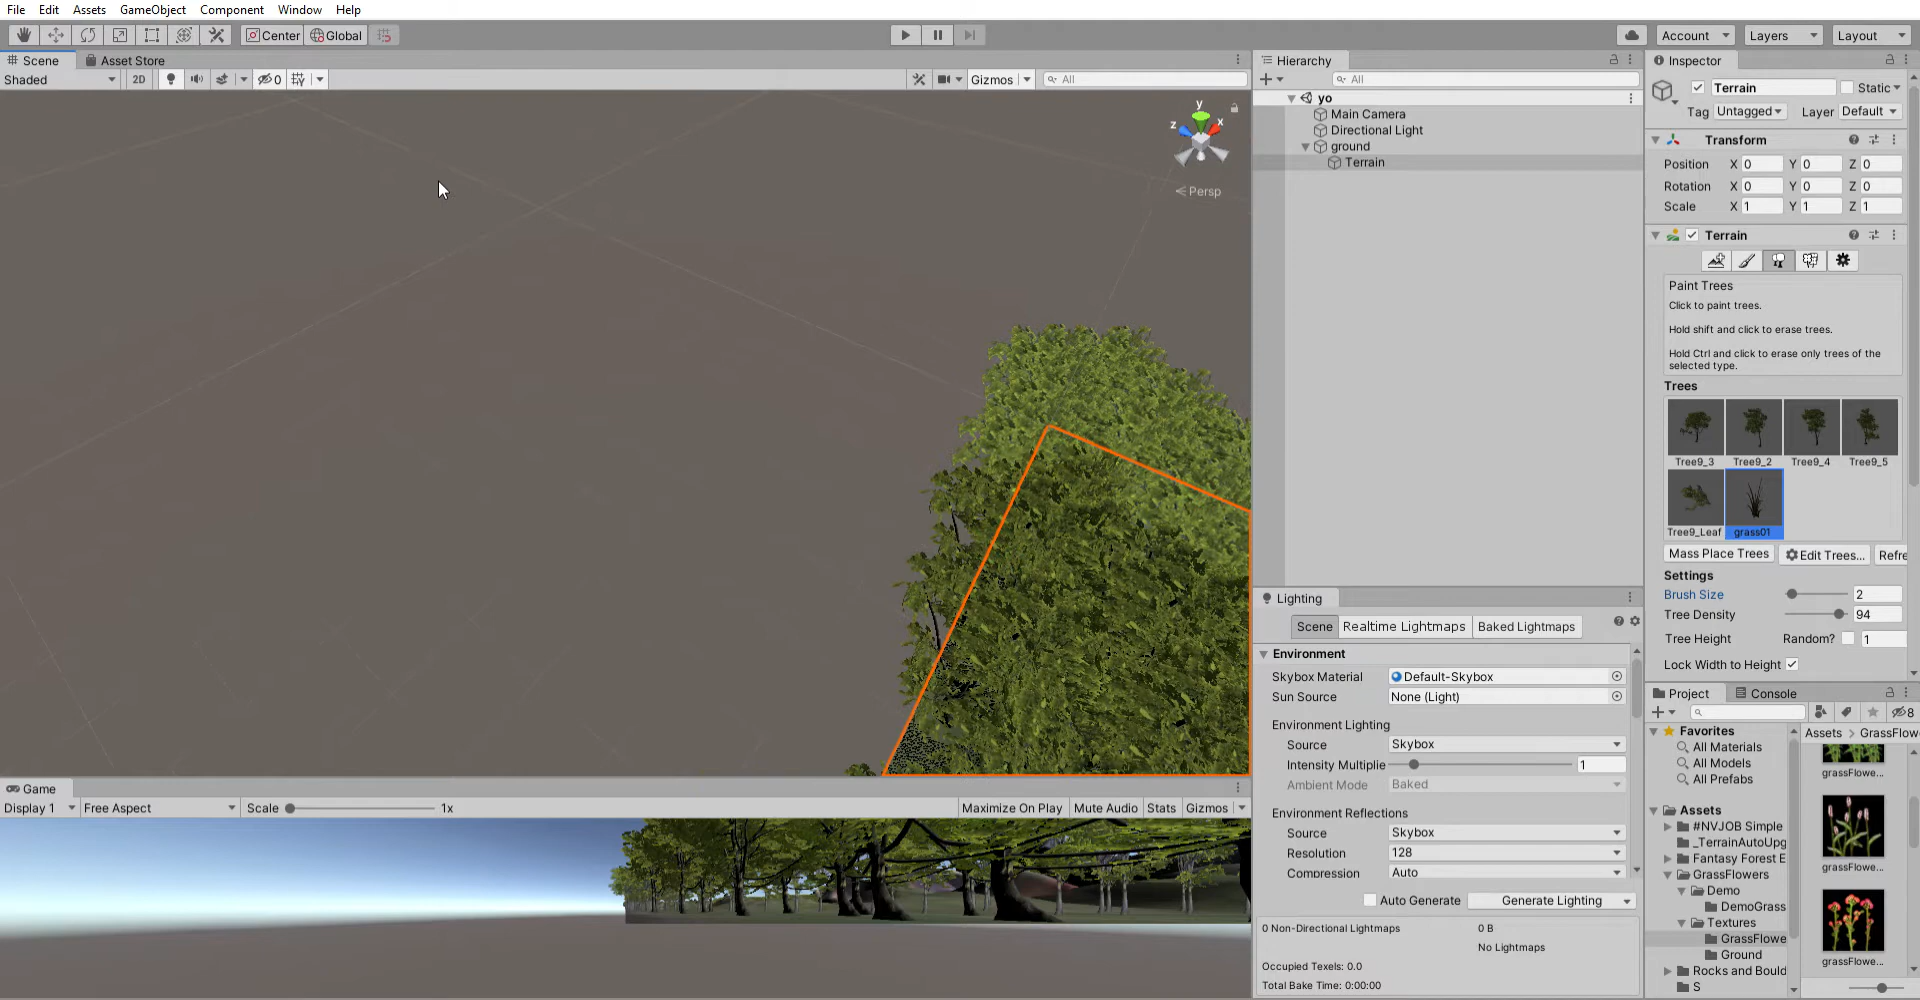 File Edit Assets GameObject Component Window Help
Center Global
Account Layers Layout
Scene Asset Store
Shaded 2D 0 Gizmos All
y
x
z
Persp
Hierarchy
All
yo
Main Camera
Directional Light
ground
Terrain
Inspector
Terrain Static
Tag Untagged Layer Default
Transform
Position X 0 Y 0 Z 0
Rotation X 0 Y 0 Z 0
Scale X 1 Y 1 Z 1
Terrain
Paint Trees
Click to paint trees.
Hold shift and click to erase trees.
Hold Ctrl and click to erase only trees of the
selected type.
Trees
Tree9_3 Tree9_2 Tree9_4 Tree9_5
Tree9_Leaf grass01
Mass Place Trees Edit Trees... Refre
Settings
Brush Size 2
Tree Density 94
Tree Height Random? 1
Lock Width to Height
Lighting
Scene Realtime Lightmaps Baked Lightmaps
Environment
Skybox Material Default-Skybox
Sun Source None (Light)
Environment Lighting
Source Skybox
Intensity Multiplie 1
Ambient Mode Baked
Environment Reflections
Source Skybox
Resolution 128
Compression Auto
Auto Generate Generate Lighting
0 Non-Directional Lightmaps 0 B
No Lightmaps
Occupied Texels: 0.0
Total Bake Time: 0:00:00
Project Console
8
Favorites
All Materials
All Models
All Prefabs
Assets
#NVJOB Simple
_TerrainAutoUpg
Fantasy Forest E
GrassFlowers
Demo
DemoGrass
Textures
GrassFlowe
Ground
Rocks and Bould
S
Assets > GrassFlow
grassFlowe...
grassFlowe...
grassFlowe...
Game
Display 1 Free Aspect Scale 1x Maximize On Play Mute Audio Stats Gizmos